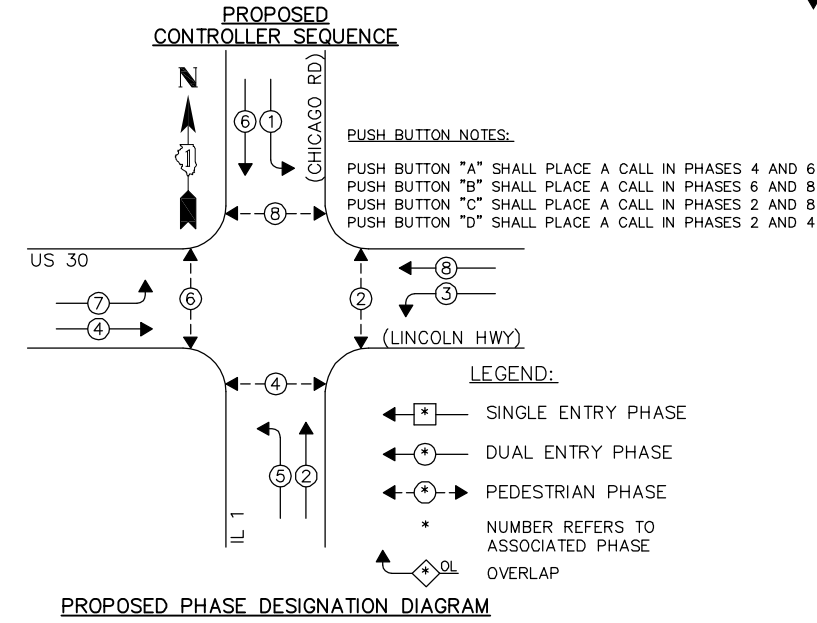 PROPOSED
CONTROLLER SEQUENCE
N
1
(CHICAGO RD)
6 1
PUSH BUTTON NOTES:
PUSH BUTTON "A" SHALL PLACE A CALL IN PHASES 4 AND 6
PUSH BUTTON "B" SHALL PLACE A CALL IN PHASES 6 AND 8
PUSH BUTTON "C" SHALL PLACE A CALL IN PHASES 2 AND 8
PUSH BUTTON "D" SHALL PLACE A CALL IN PHASES 2 AND 4
8
US 30
8
7
6
2
3
4
(LINCOLN HWY)
4
5 2
IL 1
LEGEND:
* SINGLE ENTRY PHASE
* DUAL ENTRY PHASE
* PEDESTRIAN PHASE
* NUMBER REFERS TO
ASSOCIATED PHASE
* OL OVERLAP
PROPOSED PHASE DESIGNATION DIAGRAM